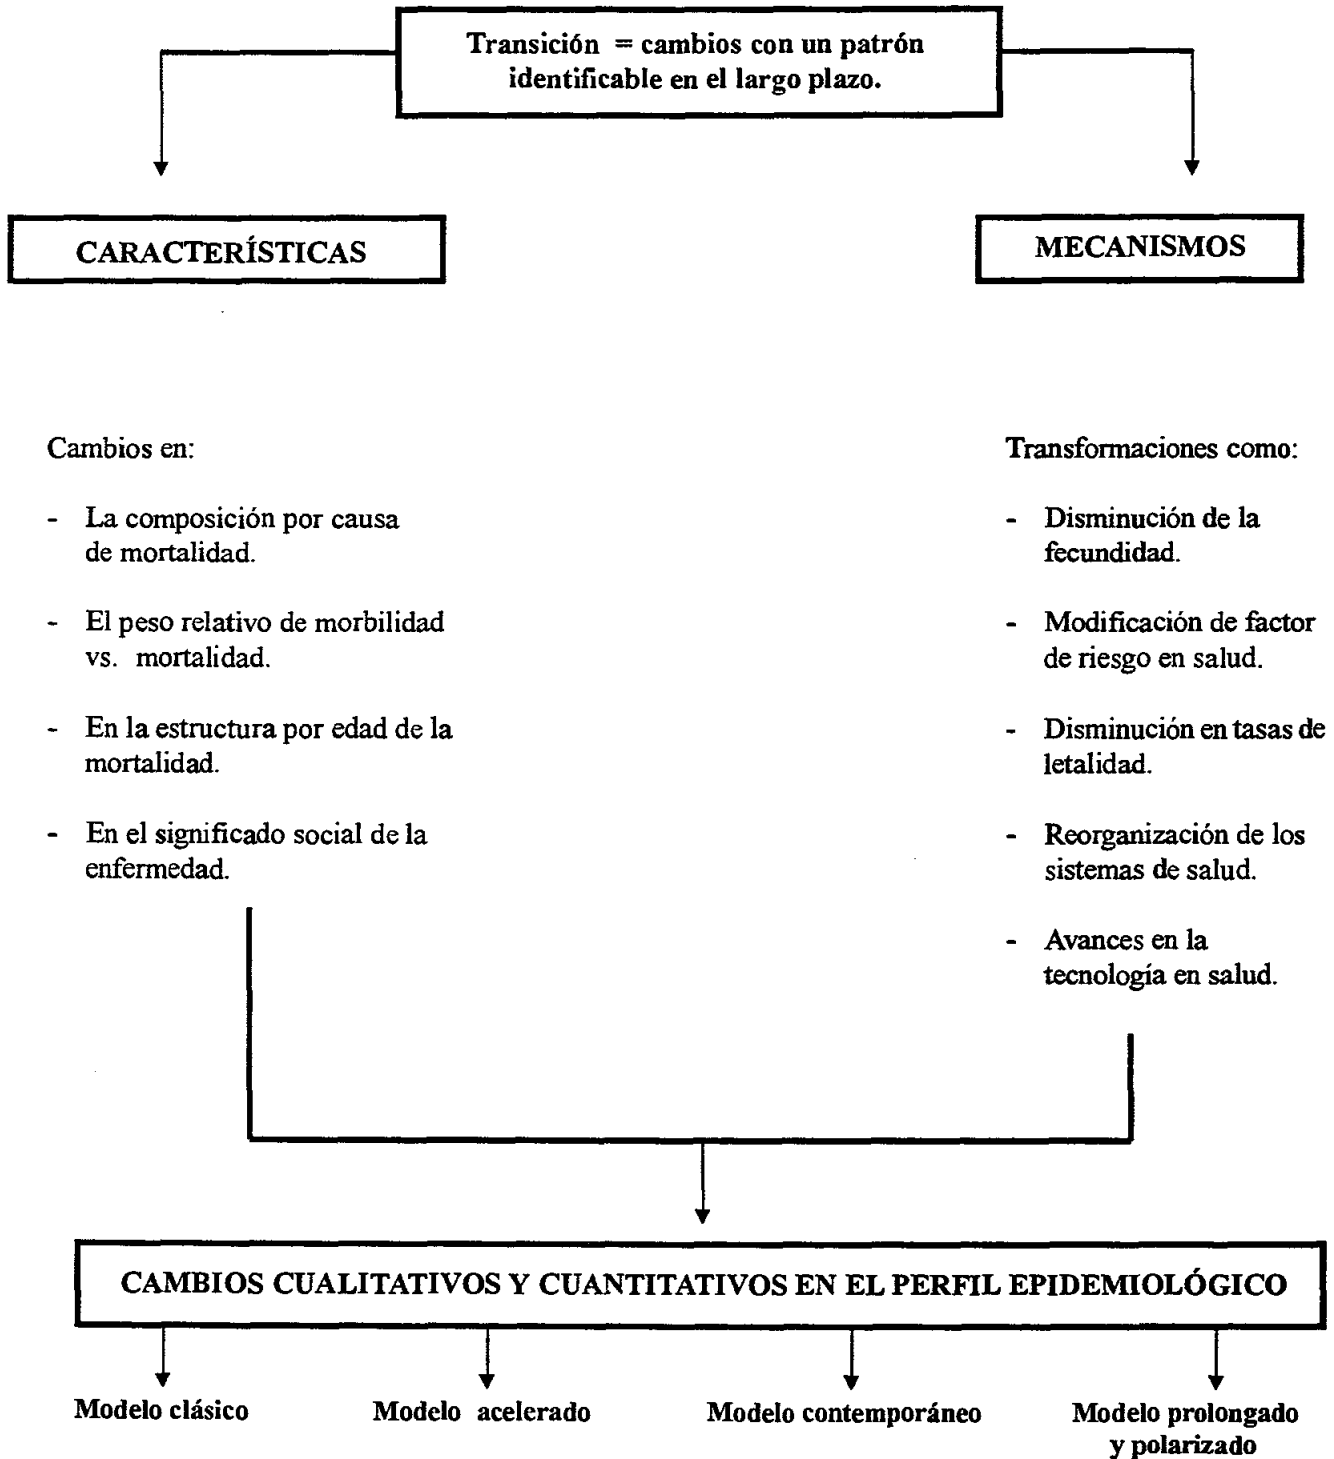 Transición = cambios con un patrón
identificable en el largo plazo.
CARACTERÍSTICAS
MECANISMOS
Cambios en:
- La composición por causa
de mortalidad.
- El peso relativo de morbilidad
vs. mortalidad.
- En la estructura por edad de la
mortalidad.
- En el significado social de la
enfermedad.
Transformaciones como:
- Disminución de la
fecundidad.
- Modificación de factor
de riesgo en salud.
- Disminución en tasas de
letalidad.
- Reorganización de los
sistemas de salud.
- Avances en la
tecnología en salud.
CAMBIOS CUALITATIVOS Y CUANTITATIVOS EN EL PERFIL EPIDEMIOLÓGICO
Modelo clásico
Modelo acelerado
Modelo contemporáneo
Modelo prolongado
y polarizado